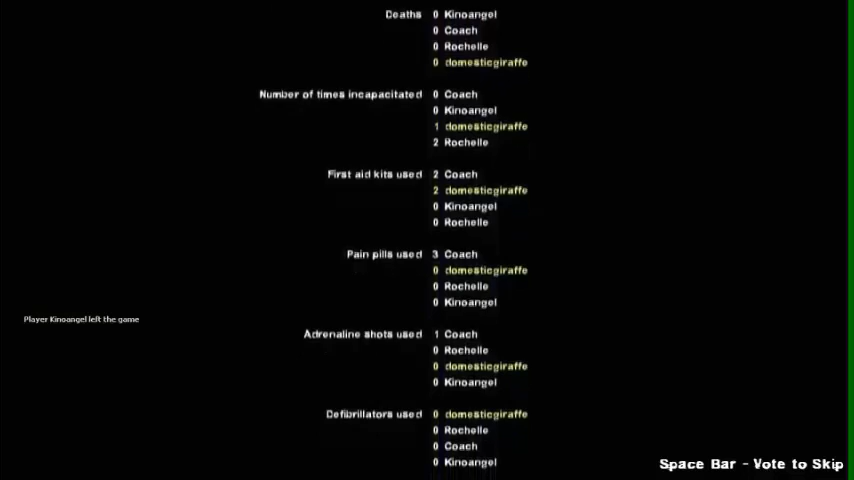 Deaths 0 Kinoangel
0 Coach
0 Rochelle
0 domesticgiraffe
Number of times incapacitated 0 Coach
0 Kinoangel
1 domesticgiraffe
2 Rochelle
First aid kits used 2 Coach
2 domesticgiraffe
0 Kinoangel
0 Rochelle
Pain pills used 3 Coach
0 domesticgiraffe
0 Rochelle
0 Kinoangel
Player Kinoangel left the game
Adrenaline shots used 1 Coach
0 Rochelle
0 domesticgiraffe
0 Kinoangel
Defibrillators used 0 domesticgiraffe
0 Rochelle
0 Coach
0 Kinoangel
Space Bar - Vote to Skip